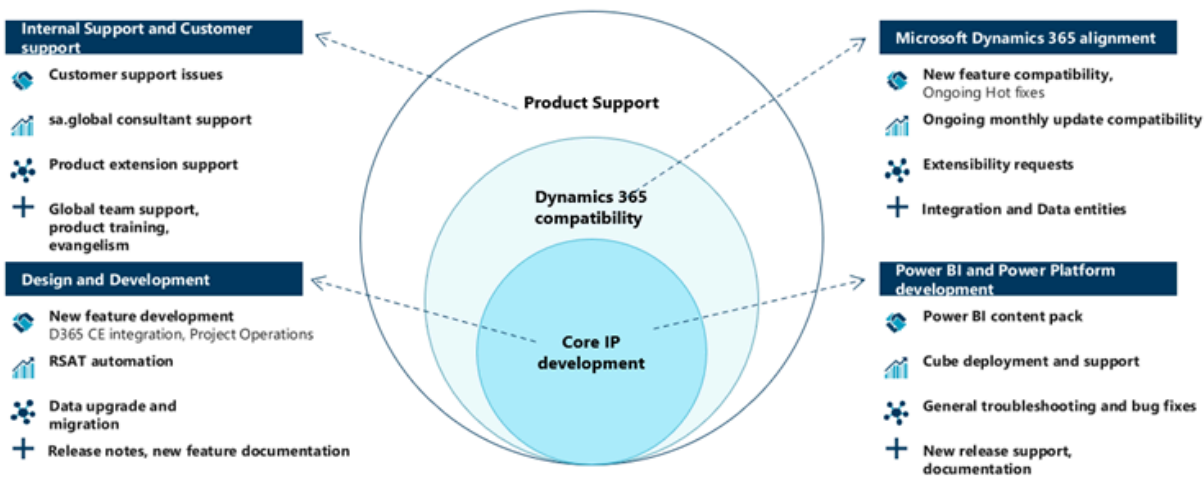 Internal Support and Customer
support
Customer support issues
sa.global consultant support
Product extension support
Global team support,
product training,
evangelism
Design and Development
New feature development
D365 CE integration, Project Operations
RSAT automation
Data upgrade and
migration
Release notes, new feature documentation
Product Support
Dynamics 365
compatibility
Core IP
development
Microsoft Dynamics 365 alignment
New feature compatibility,
Ongoing Hot fixes
Ongoing monthly update compatibility
Extensibility requests
Integration and Data entities
Power BI and Power Platform
development
Power BI content pack
Cube deployment and support
General troubleshooting and bug fixes
New release support,
documentation